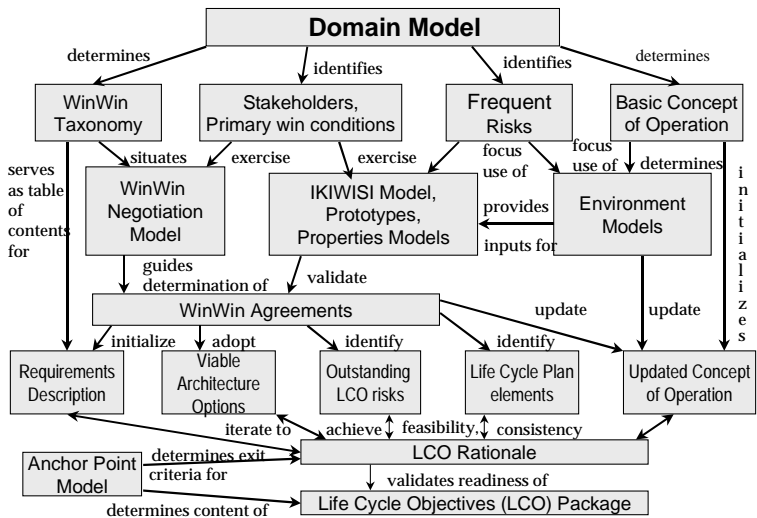 Domain Model
determines
identifies
identifies
determines
WinWin
Taxonomy
Stakeholders,
Primary win conditions
Frequent
Risks
Basic Concept
of Operation
serves
as table
of
contents
for
situates
exercise
exercise
focus
use of
focus
use of
determines
initializes
WinWin
Negotiation
Model
IKIWISI Model,
Prototypes,
Properties Models
provides
inputs for
Environment
Models
guides
determination of
validate
WinWin Agreements
update
update
initialize
adopt
identify
identify
Requirements
Description
Viable
Architecture
Options
Outstanding
LCO risks
Life Cycle Plan
elements
Updated Concept
of Operation
iterate to
achieve
feasibility,
consistency
LCO Rationale
Anchor Point
Model
determines exit
criteria for
validates readiness of
determines content of
Life Cycle Objectives (LCO) Package